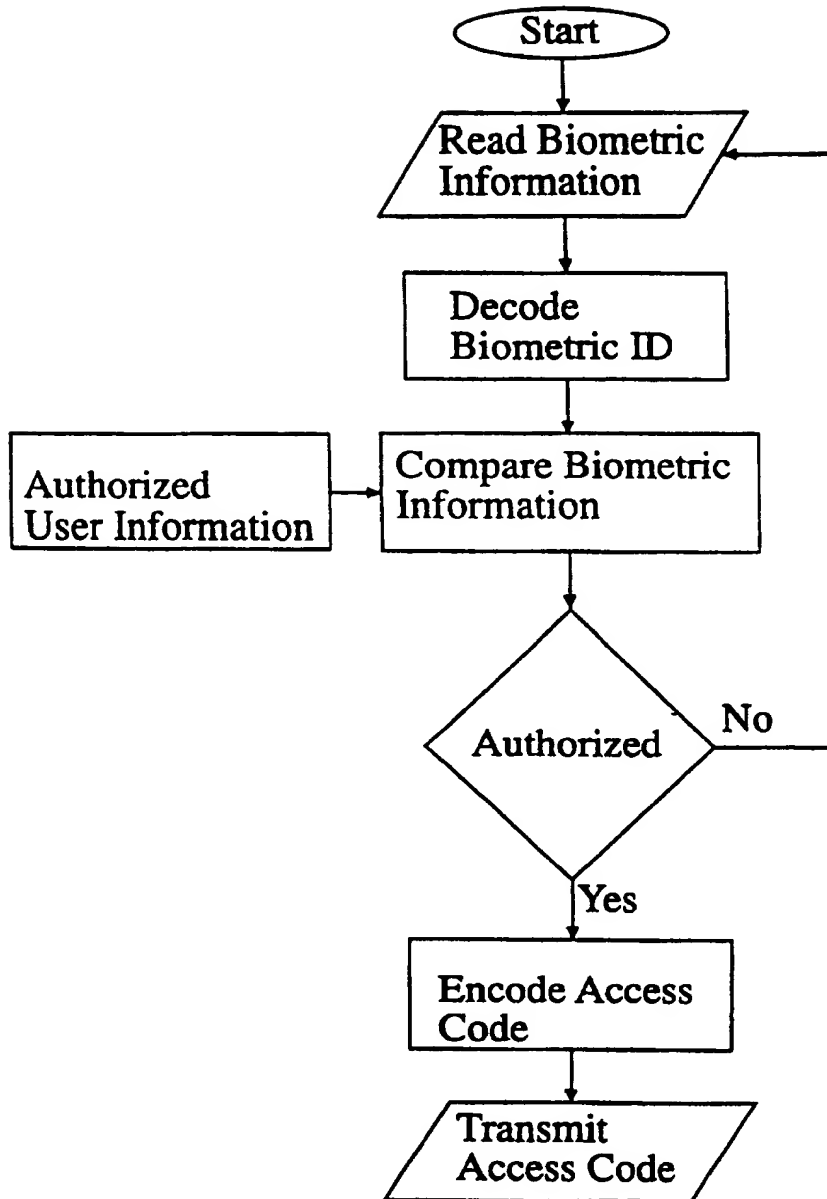 Start
Read Biometric
Information
Decode
Biometric ID
Authorized
User Information
Compare Biometric
Information
Authorized
No
Yes
Encode Access
Code
Transmit
Access Code